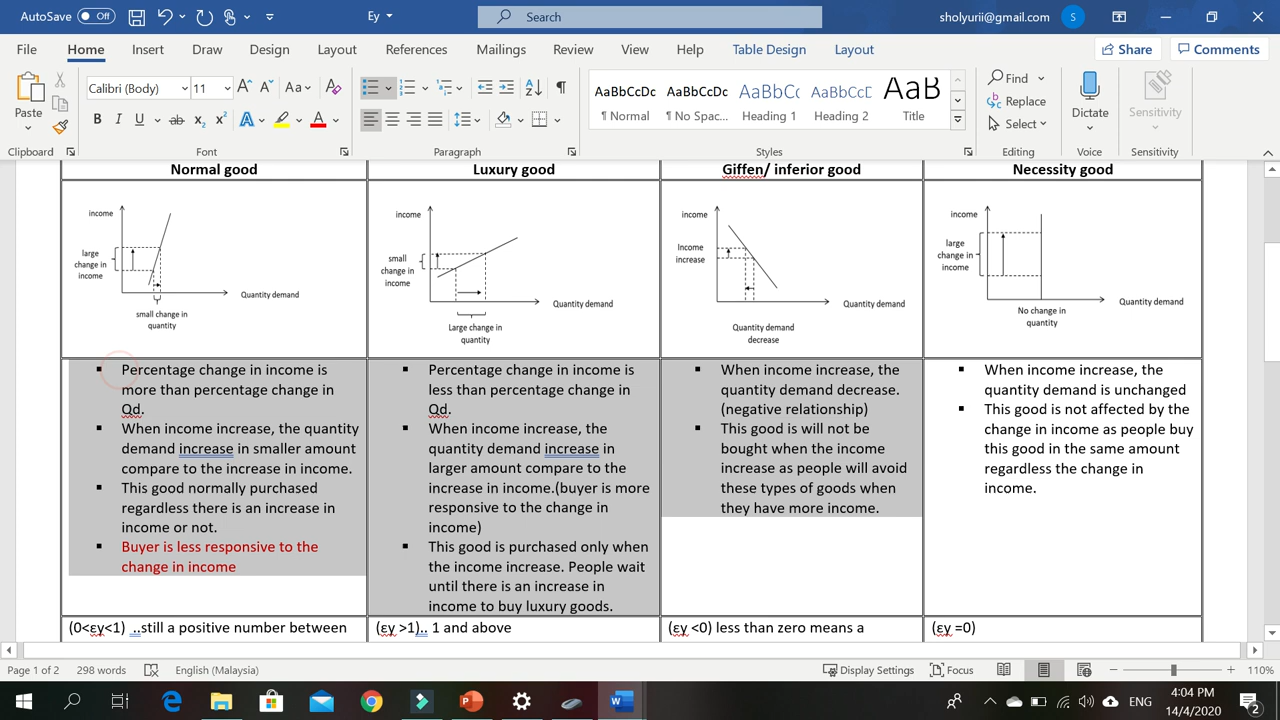 AutoSave Off
Ey
Search
sholyurii@gmail.com
S
File Home Insert Draw Design Layout References Mailings Review View Help Table Design Layout
Share Comments
Paste
Calibri (Body) 11
B I U ab x₂ x²
Aa
A A
AaBbCcDc AaBbCcDc AaBbCc AaBbCcC AaB
¶ Normal ¶ No Spac... Heading 1 Heading 2 Title
Find
Replace
Select
Dictate
Sensitivity
Clipboard Font Paragraph Styles Editing Voice Sensitivity
Normal good
Luxury good
Giffen/ inferior good
Necessity good
income
large
change in
income
Quantity demand
small change in
quantity
income
small
change in
income
Quantity demand
Large change in
quantity
income
Income
increase
Quantity demand
Quantity demand
decrease
income
large
change in
income
Quantity demand
No change in
quantity
▪ Percentage change in income is
more than percentage change in
Qd.
▪ When income increase, the quantity
demand increase in smaller amount
compare to the increase in income.
▪ This good normally purchased
regardless there is an increase in
income or not.
▪ Buyer is less responsive to the
change in income
▪ Percentage change in income is
less than percentage change in
Qd.
▪ When income increase, the
quantity demand increase in
larger amount compare to the
increase in income.(buyer is more
responsive to the change in
income)
▪ This good is purchased only when
the income increase. People wait
until there is an increase in
income to buy luxury goods.
▪ When income increase, the
quantity demand decrease.
(negative relationship)
▪ This good is will not be
bought when the income
increase as people will avoid
these types of goods when
they have more income.
▪ When income increase, the
quantity demand is unchanged
▪ This good is not affected by the
change in income as people buy
this good in the same amount
regardless the change in
income.
(0<εy<1) ..still a positive number between
(εy >1).. 1 and above
(εy <0) less than zero means a
(εy =0)
Page 1 of 2 298 words English (Malaysia)
Display Settings Focus 110%
ENG
4:04 PM
14/4/2020
2